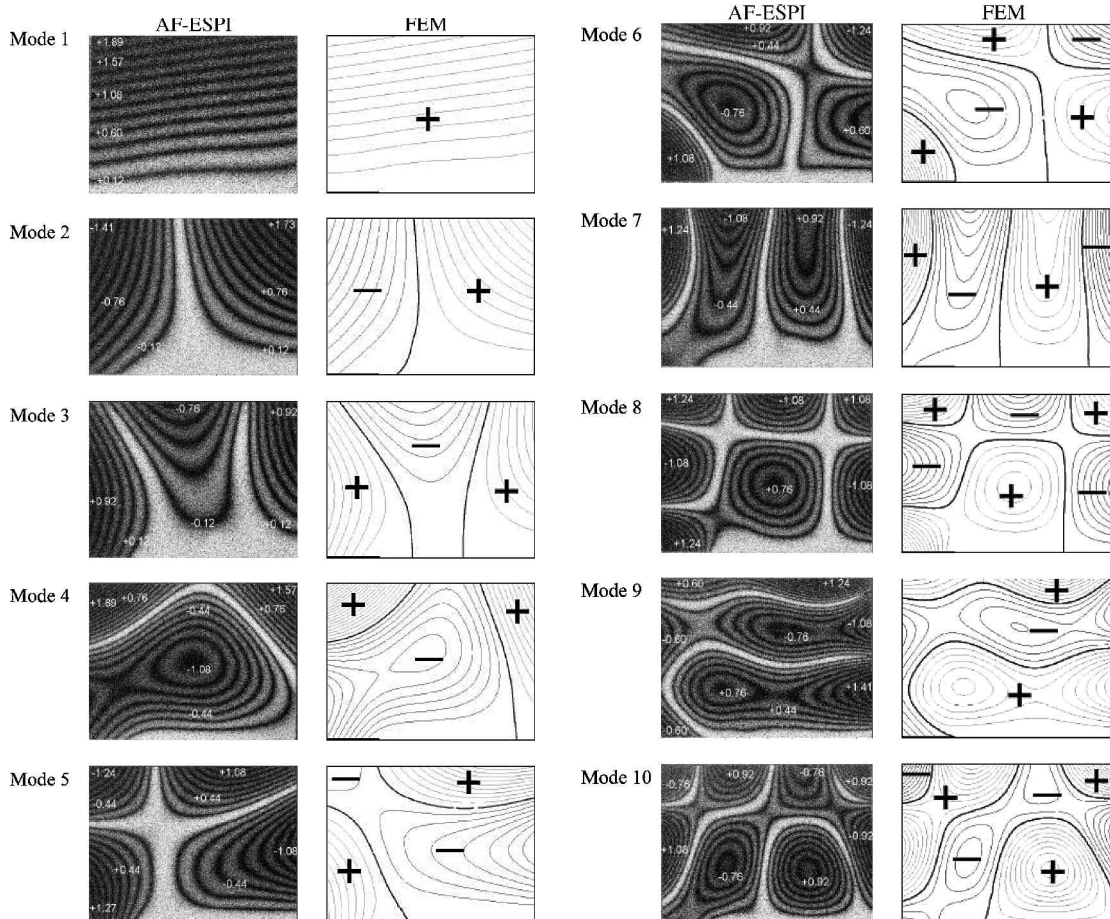 AF-ESPI FEM
Mode 1
+1.89
+1.57
+1.08
+0.60
+0.12
+
Mode 2
-1.41 +1.73
-0.76 +0.76
-0.12 +0.12
− +
Mode 3
-0.76 +0.92
+0.92
-0.12 +0.12
+0.12
+ − +
Mode 4
+1.57
+1.89 +0.76 -0.44 +0.76
-1.08
-0.44
+ − +
Mode 5
-1.24 +1.08
-0.44 +0.44
+0.44 -0.44 -1.08
+1.27
− +
+ −
AF-ESPI FEM
Mode 6
+0.92 -1.24
+0.44
-0.76 +0.60
+1.08
+ −
− +
+
Mode 7
+1.24 -1.08 +0.92 -1.24
-0.44 +0.44
+ − + −
Mode 8
+1.24 -1.08 +1.08
-1.08 +0.76 -1.08
+1.24
+ − +
− + −
Mode 9
+0.60 +1.24
-0.60 -0.76 -1.08
+0.76 +0.44 +1.41
-0.60
+
−
+
Mode 10
-0.76 +0.92 -0.76
+1.08 -0.76 +0.92 -0.92
− + − +
− +